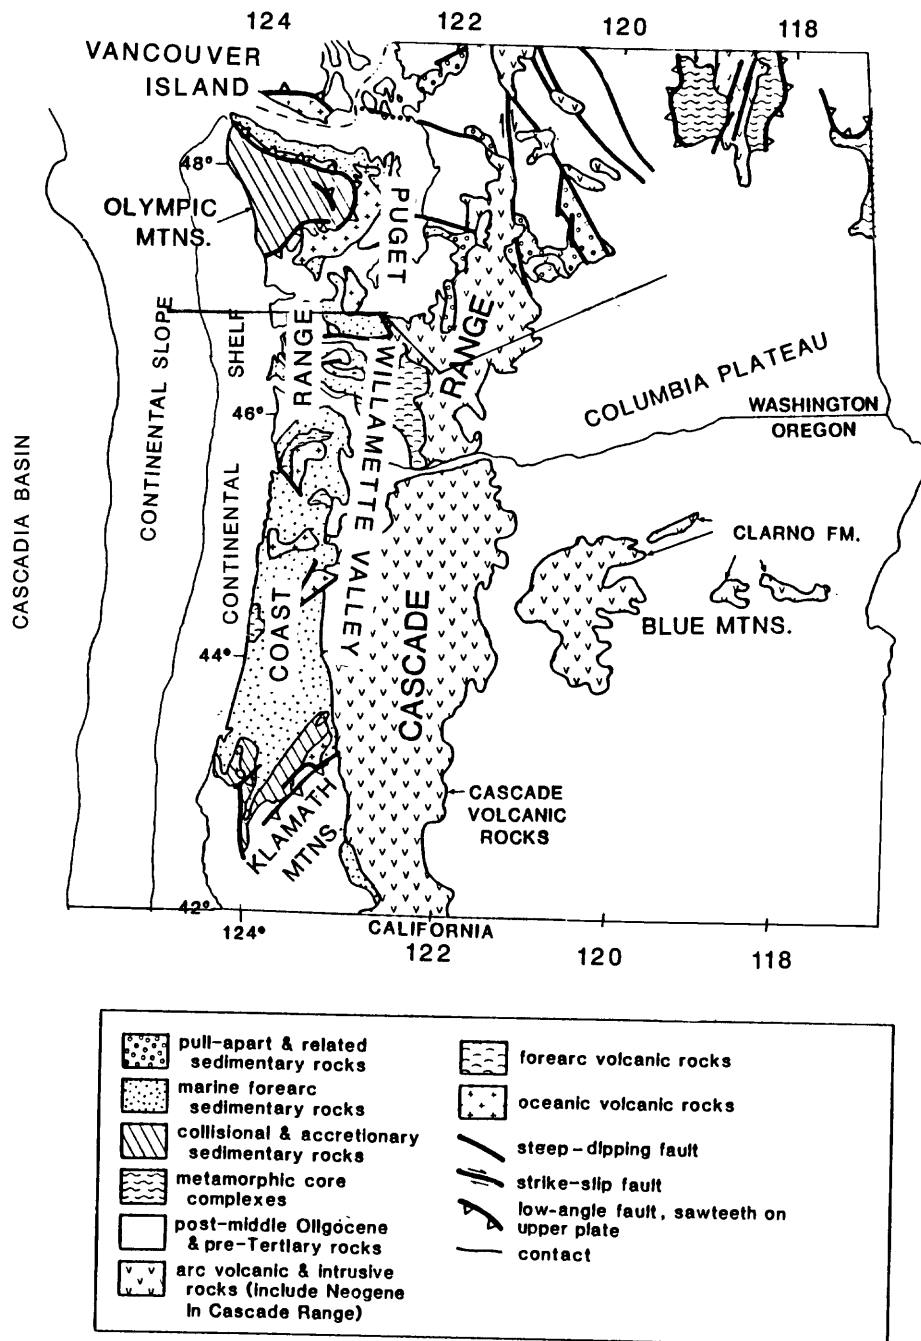 124
122
120
118
VANCOUVER
ISLAND
48°
OLYMPIC
MTNS.
PUGET
CONTINENTAL SLOPE
SHELF
RANGE
RANGE
COLUMBIA PLATEAU
WILLAMETTE VALLEY
46°
WASHINGTON
OREGON
CASCADIA BASIN
CONTINENTAL
COAST
CASCADE
CLARNO FM.
BLUE MTNS.
44°
CASCADE
VOLCANIC
ROCKS
KLAMATH
MTNS.
42°
124°
CALIFORNIA
122
120
118
pull-apart & related
sedimentary rocks
marine forearc
sedimentary rocks
collisional & accretionary
sedimentary rocks
metamorphic core
complexes
post-middle Oligocene
& pre-Tertiary rocks
arc volcanic & intrusive
rocks (include Neogene
in Cascade Range)
forearc volcanic rocks
oceanic volcanic rocks
steep-dipping fault
strike-slip fault
low-angle fault, sawteeth on
upper plate
contact